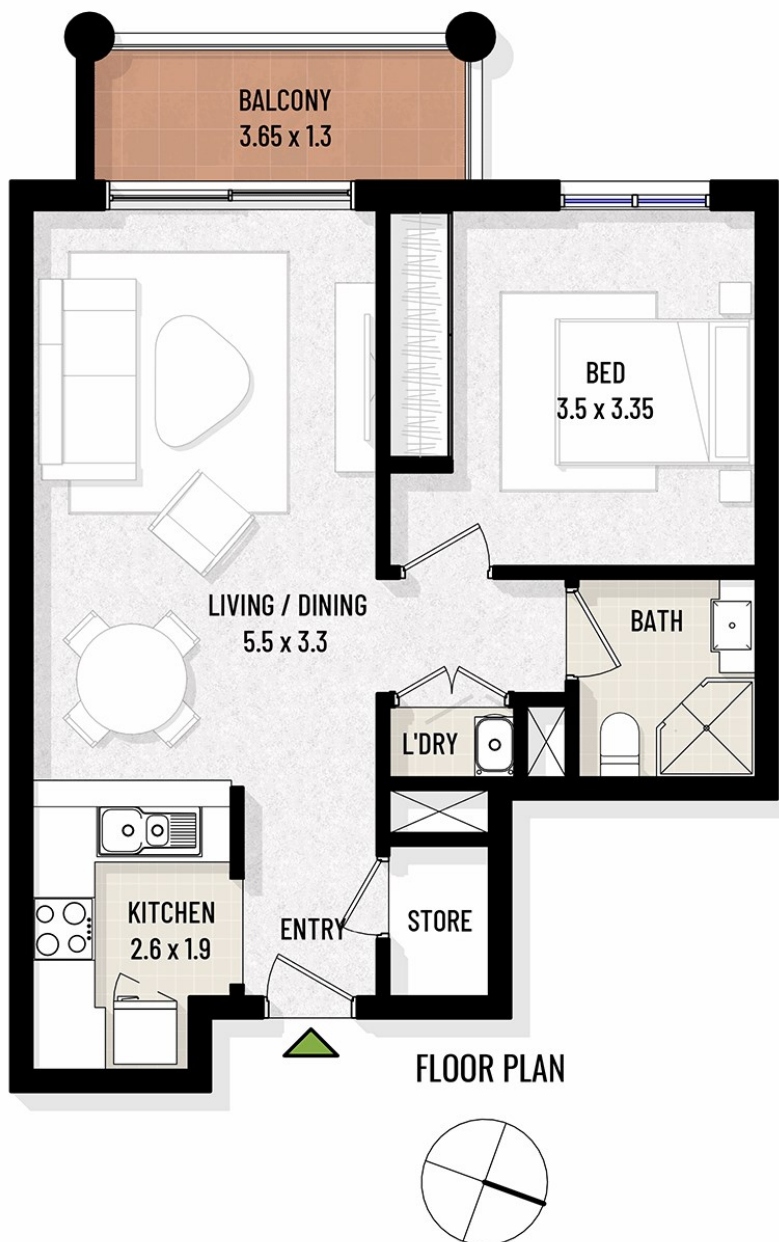 BALCONY
3.65 x 1.3
BED
3.5 x 3.35
LIVING / DINING
5.5 x 3.3
BATH
L'DRY
KITCHEN
2.6 x 1.9
ENTRY
STORE
FLOOR PLAN